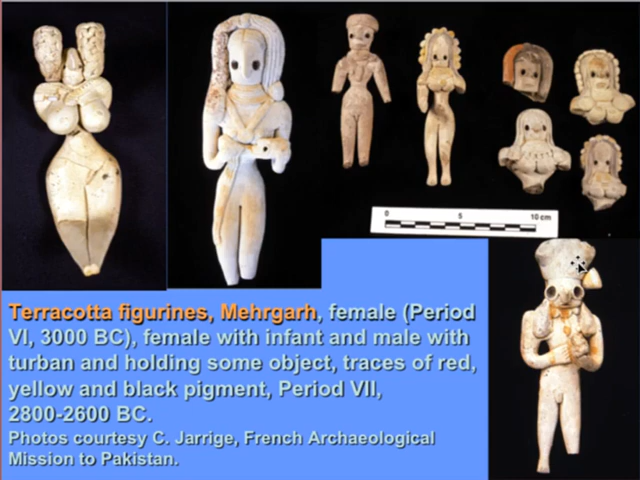 0 5 10 cm
Terracotta figurines, Mehrgarh, female (Period
VI, 3000 BC), female with infant and male with
turban and holding some object, traces of red,
yellow and black pigment, Period VII,
2800-2600 BC.
Photos courtesy C. Jarrige, French Archaeological
Mission to Pakistan.